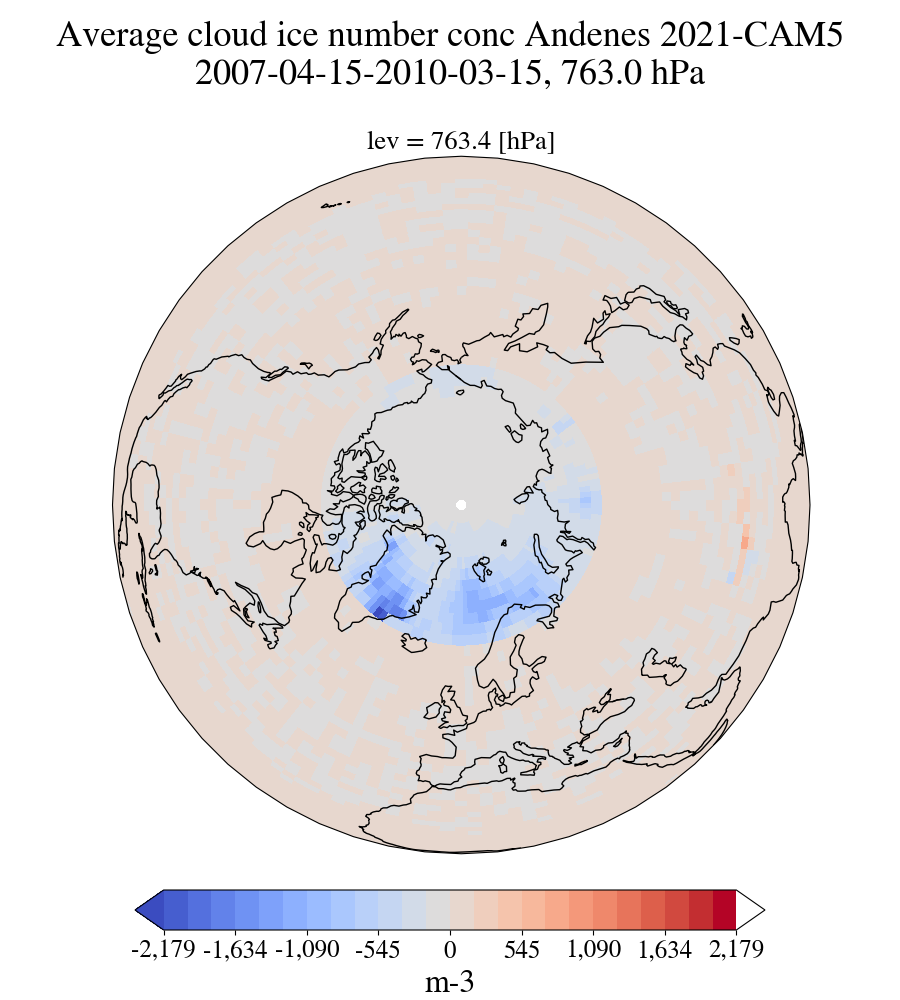 Average cloud ice number conc Andenes 2021-CAM5
2007-04-15-2010-03-15, 763.0 hPa
lev = 763.4 [hPa]
-2,179 -1,634 -1,090 -545 0 545 1,090 1,634 2,179
m-3